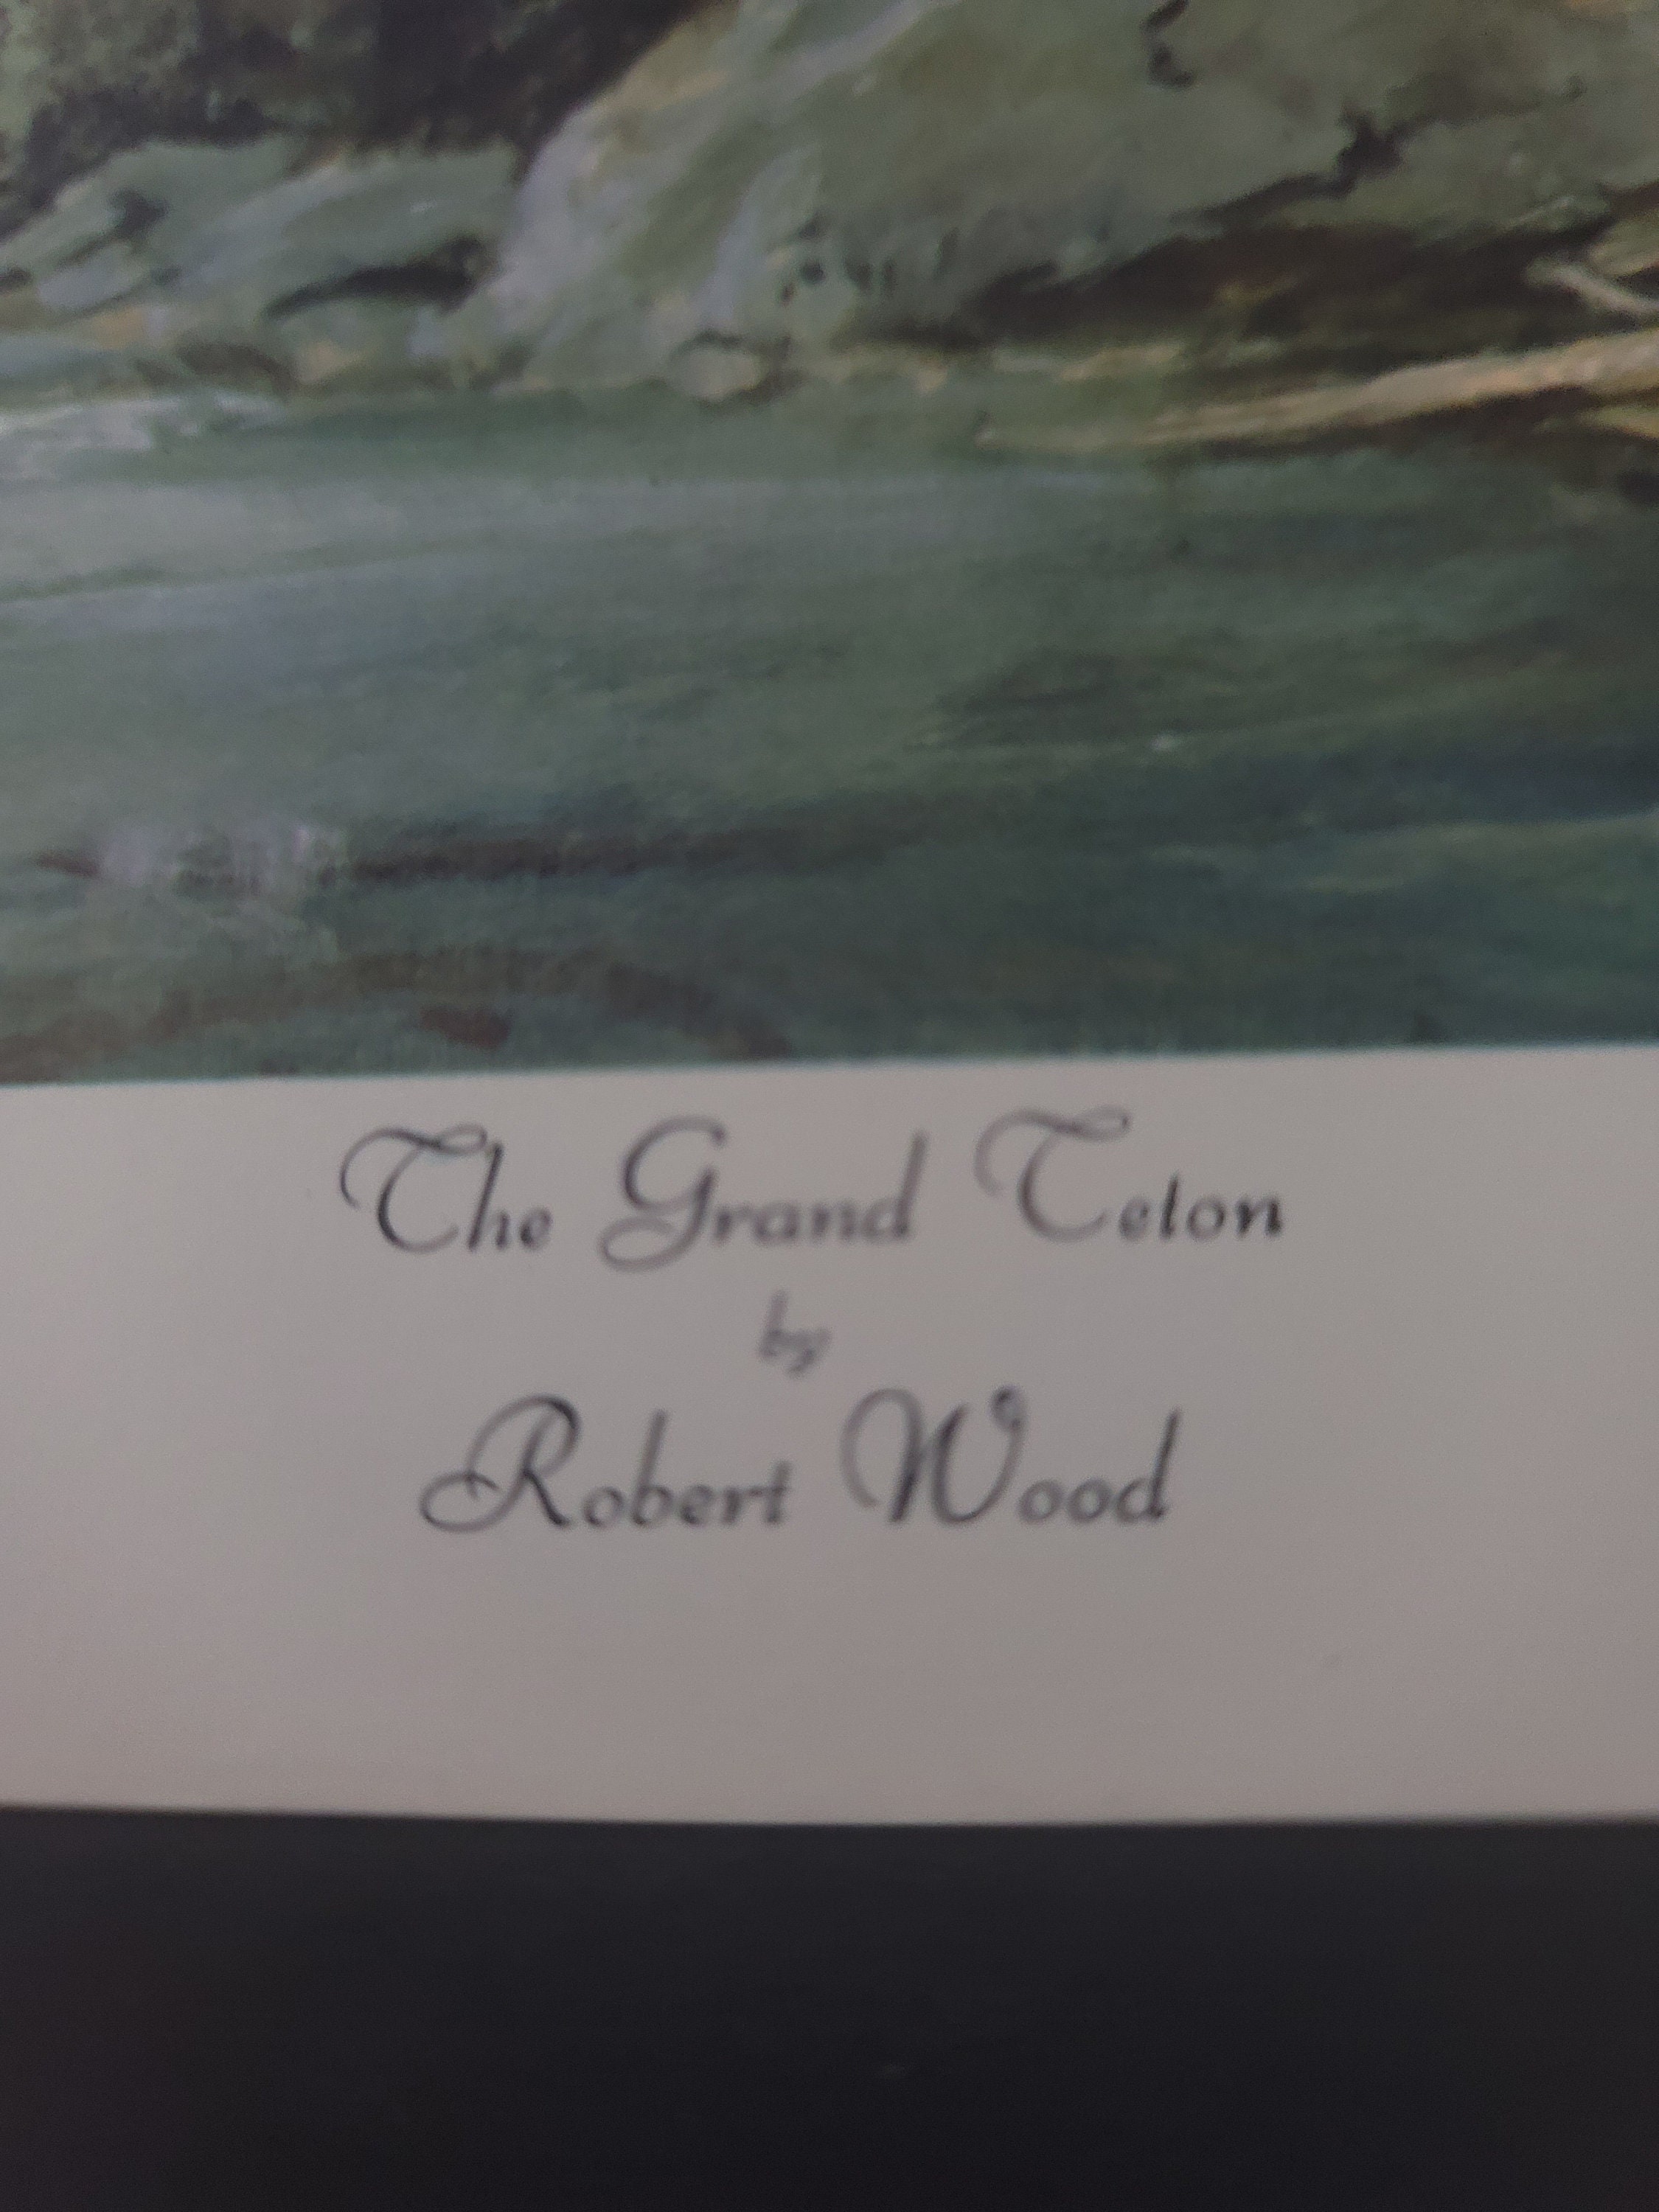 The Grand Teton
by
Robert Wood